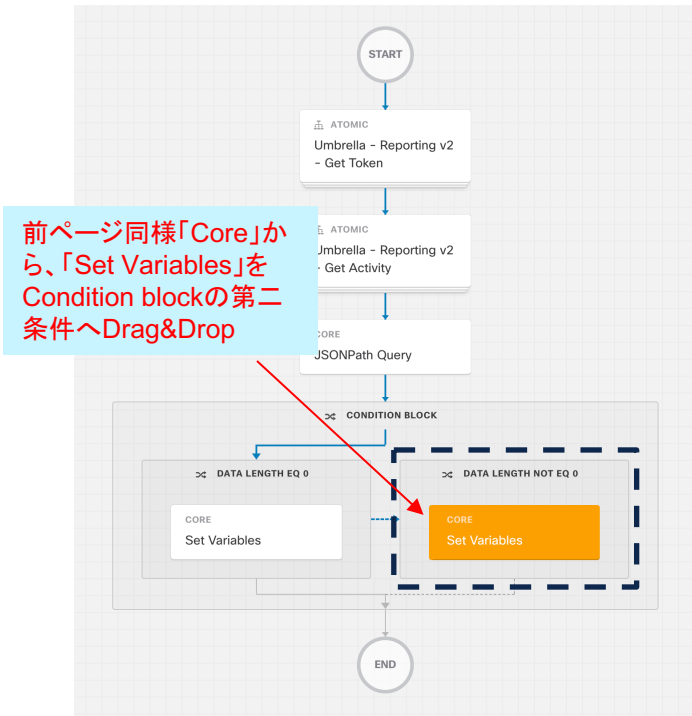 START
ATOMIC
Umbrella - Reporting v2
- Get Token
前ページ同様「Core」か
ら、「Set Variables」を
Condition blockの第二
条件へDrag&Drop
ATOMIC
Umbrella - Reporting v2
- Get Activity
CORE
JSONPath Query
CONDITION BLOCK
DATA LENGTH EQ 0
DATA LENGTH NOT EQ 0
CORE
Set Variables
CORE
Set Variables
END